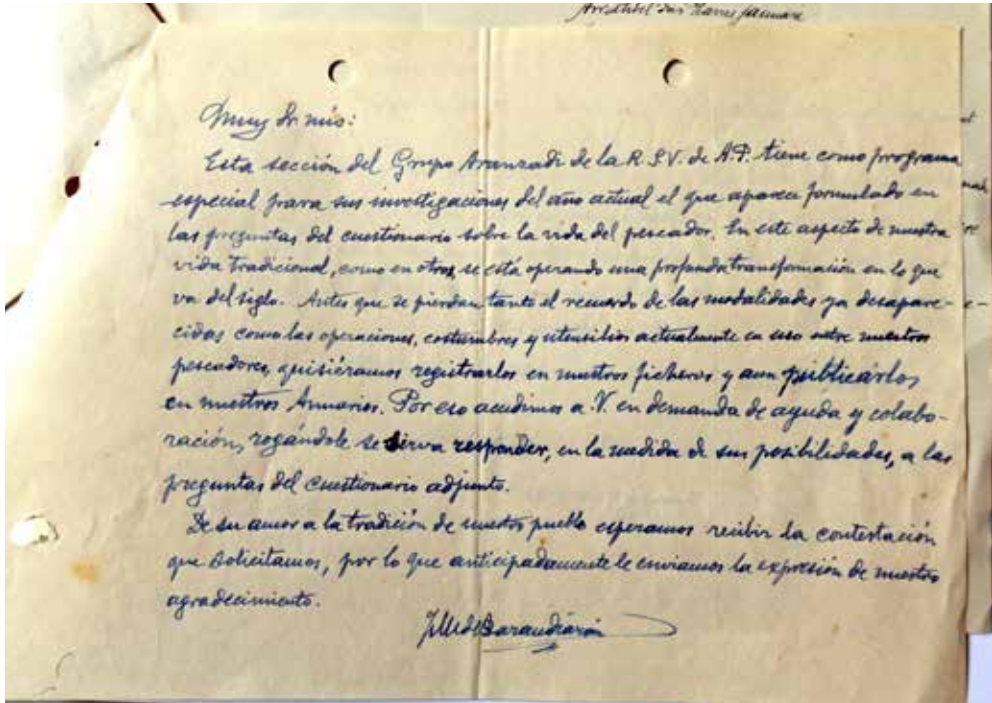 Muy Sr. mío:
Esta sección del Grupo Aranzadi de la R. S. V. de A. P. tiene como programa
especial para sus investigaciones del año actual el que aparece formulado en
las preguntas del cuestionario sobre la vida del pescador. En este aspecto de nuestra
vida tradicional, como en otros, se está operando una profunda transformación en lo que
va del siglo. Antes que se pierdan tanto el recuerdo de las modalidades ya desapare-
cidas como las operaciones, costumbres y utensilios actualmente en uso entre nuestros
pescadores, quisiéramos registrarlos en nuestros ficheros y aun publicarlos
en nuestros Anuarios. Por eso acudimos a V. en demanda de ayuda y colabo-
ración, rogándole se sirva responder, en la medida de sus posibilidades, a las
preguntas del cuestionario adjunto.
De su amor a la tradición de nuestro pueblo esperamos recibir la contestación
que solicitamos, por lo que anticipadamente le enviamos la expresión de nuestro
agradecimiento.
J. M. de Barandiarán